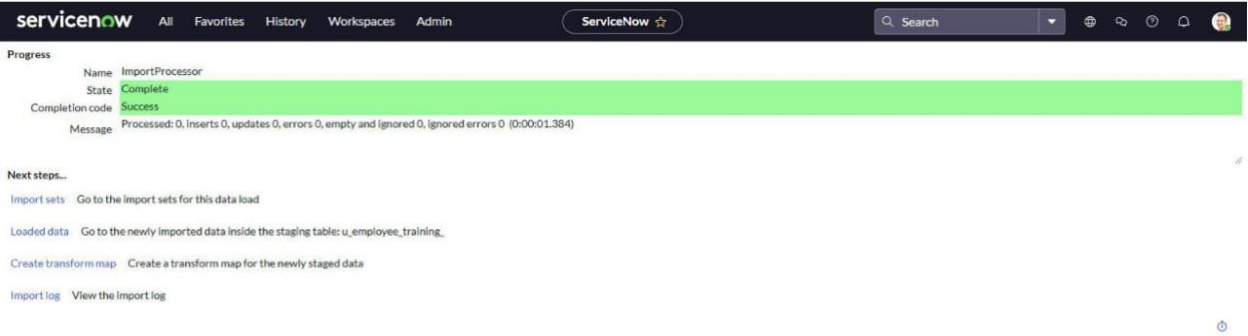 servicenow All Favorites History Workspaces Admin ServiceNow Search
Progress
Name ImportProcessor
State Complete
Completion code Success
Message Processed: 0, inserts 0, updates 0, errors 0, empty and ignored 0, ignored errors 0 (0:00:01.384)
Next steps...
Import sets Go to the import sets for this data load
Loaded data Go to the newly imported data inside the staging table: u_employee_training_
Create transform map Create a transform map for the newly staged data
Import log View the import log